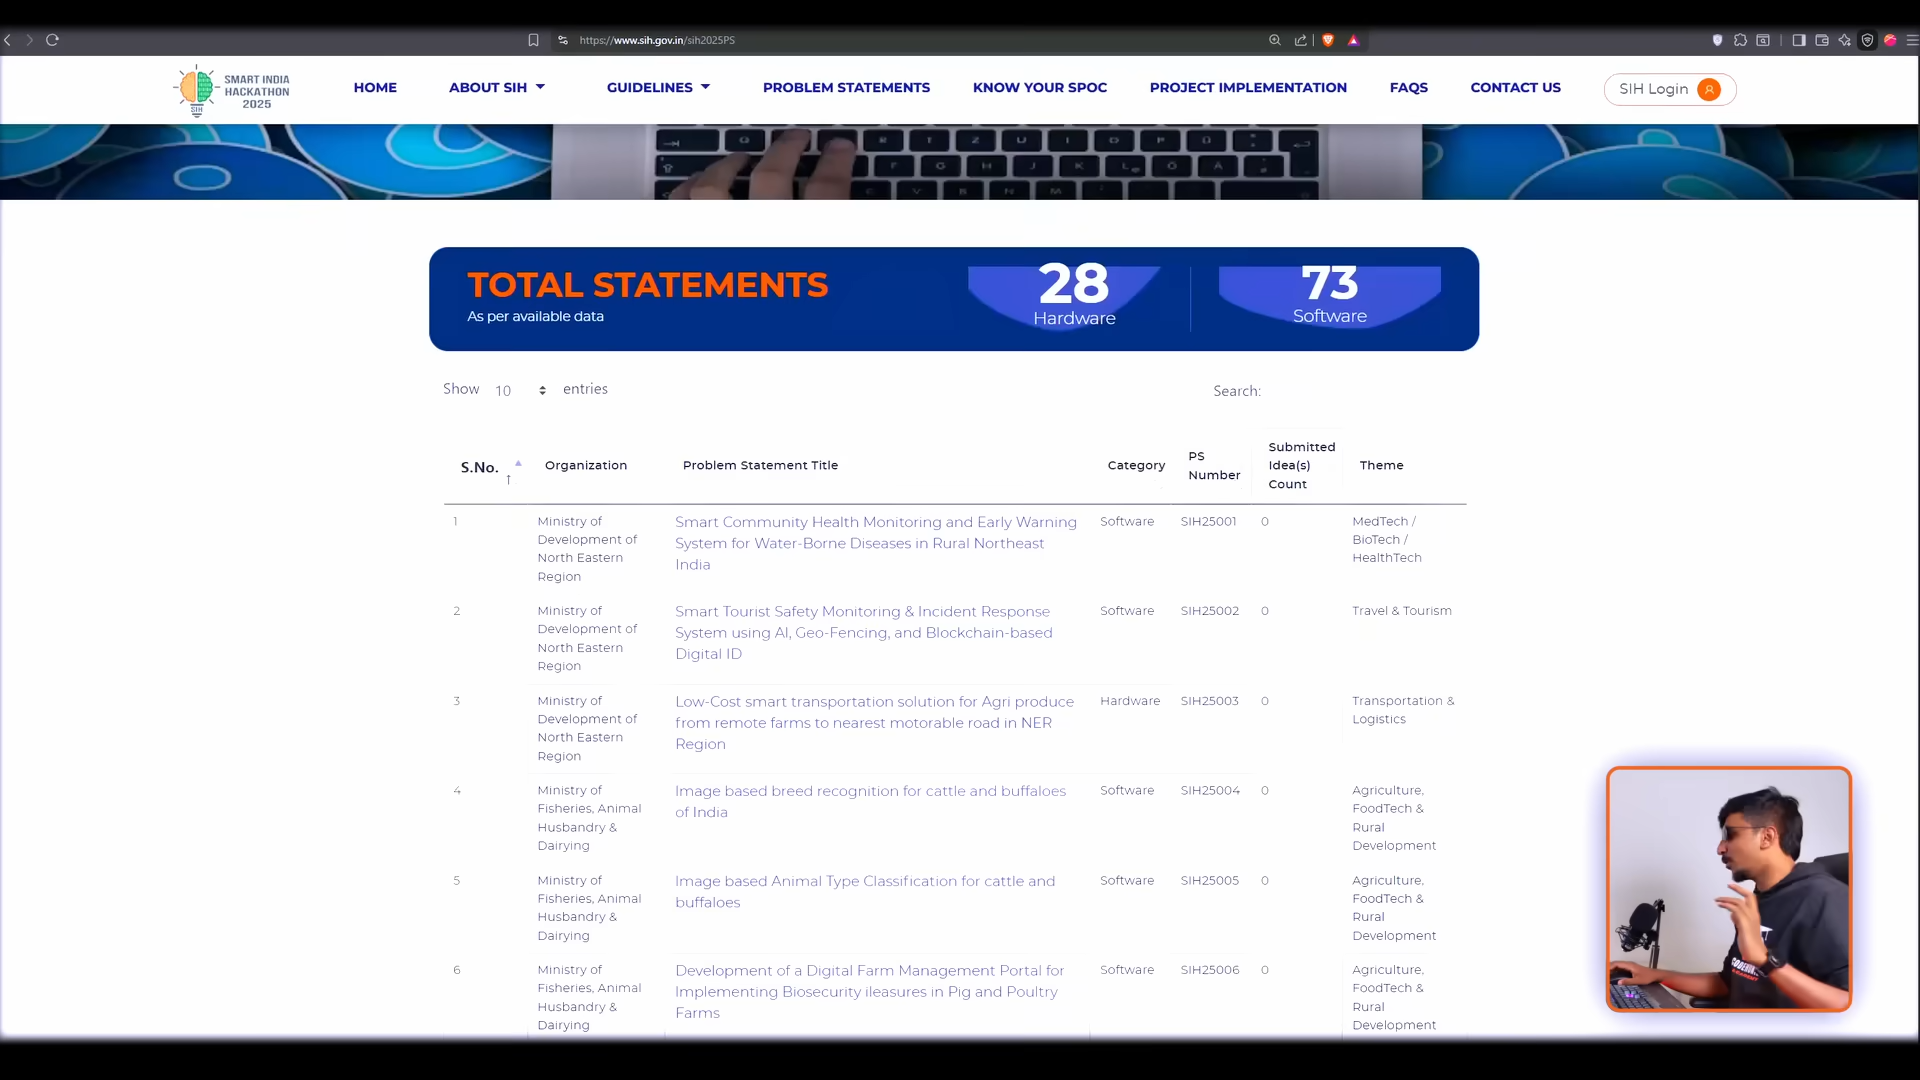 https://www.sih.gov.in/sih2025PS
SMART INDIA
HACKATHON
2025
SIH
HOME
ABOUT SIH
GUIDELINES
PROBLEM STATEMENTS
KNOW YOUR SPOC
PROJECT IMPLEMENTATION
FAQS
CONTACT US
SIH Login
TOTAL STATEMENTS
As per available data
28
Hardware
73
Software
Show 10 entries
Search:
S.No.
Organization
Problem Statement Title
Category
PS
Number
Submitted
Idea(s)
Count
Theme
1
Ministry of
Development of
North Eastern
Region
Smart Community Health Monitoring and Early Warning
System for Water-Borne Diseases in Rural Northeast
India
Software
SIH25001
0
MedTech /
BioTech /
HealthTech
2
Ministry of
Development of
North Eastern
Region
Smart Tourist Safety Monitoring & Incident Response
System using AI, Geo-Fencing, and Blockchain-based
Digital ID
Software
SIH25002
0
Travel & Tourism
3
Ministry of
Development of
North Eastern
Region
Low-Cost smart transportation solution for Agri produce
from remote farms to nearest motorable road in NER
Region
Hardware
SIH25003
0
Transportation &
Logistics
4
Ministry of
Fisheries, Animal
Husbandry &
Dairying
Image based breed recognition for cattle and buffaloes
of India
Software
SIH25004
0
Agriculture,
FoodTech &
Rural
Development
5
Ministry of
Fisheries, Animal
Husbandry &
Dairying
Image based Animal Type Classification for cattle and
buffaloes
Software
SIH25005
0
Agriculture,
FoodTech &
Rural
Development
6
Ministry of
Fisheries, Animal
Husbandry &
Dairying
Development of a Digital Farm Management Portal for
Implementing Biosecurity ileasures in Pig and Poultry
Farms
Software
SIH25006
0
Agriculture,
FoodTech &
Rural
Development